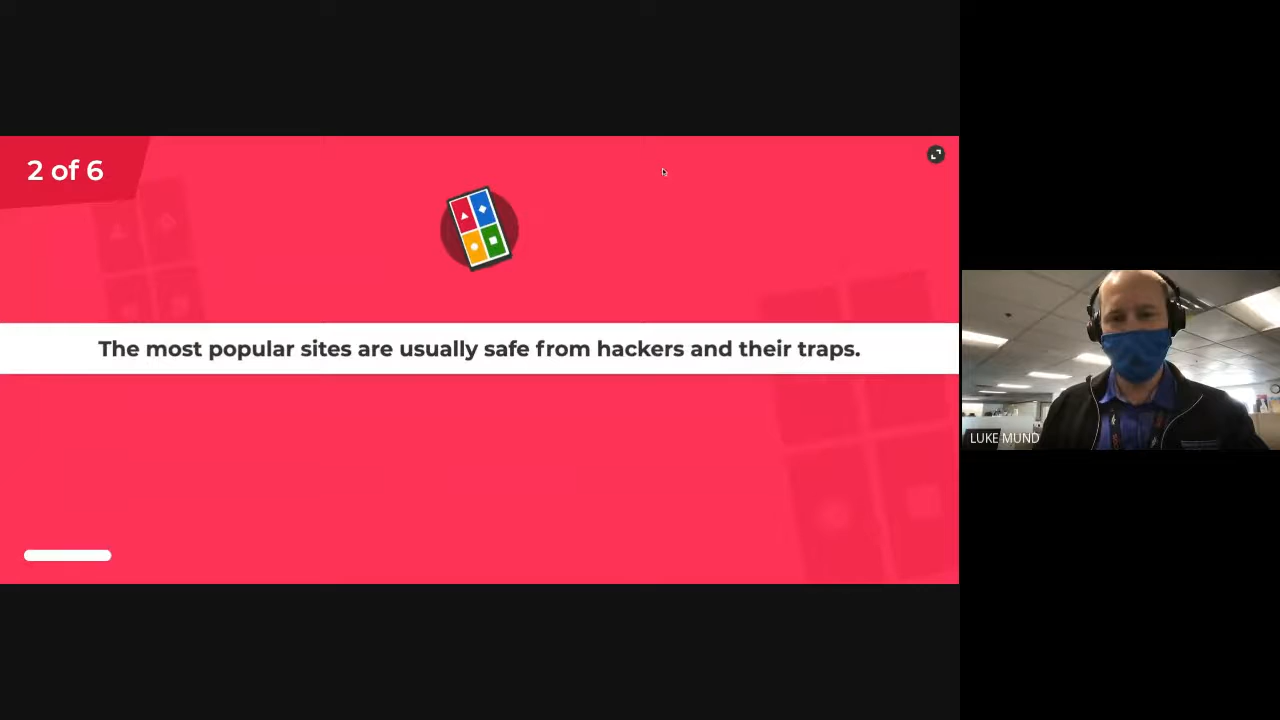 2 of 6
The most popular sites are usually safe from hackers and their traps.
LUKE MUND